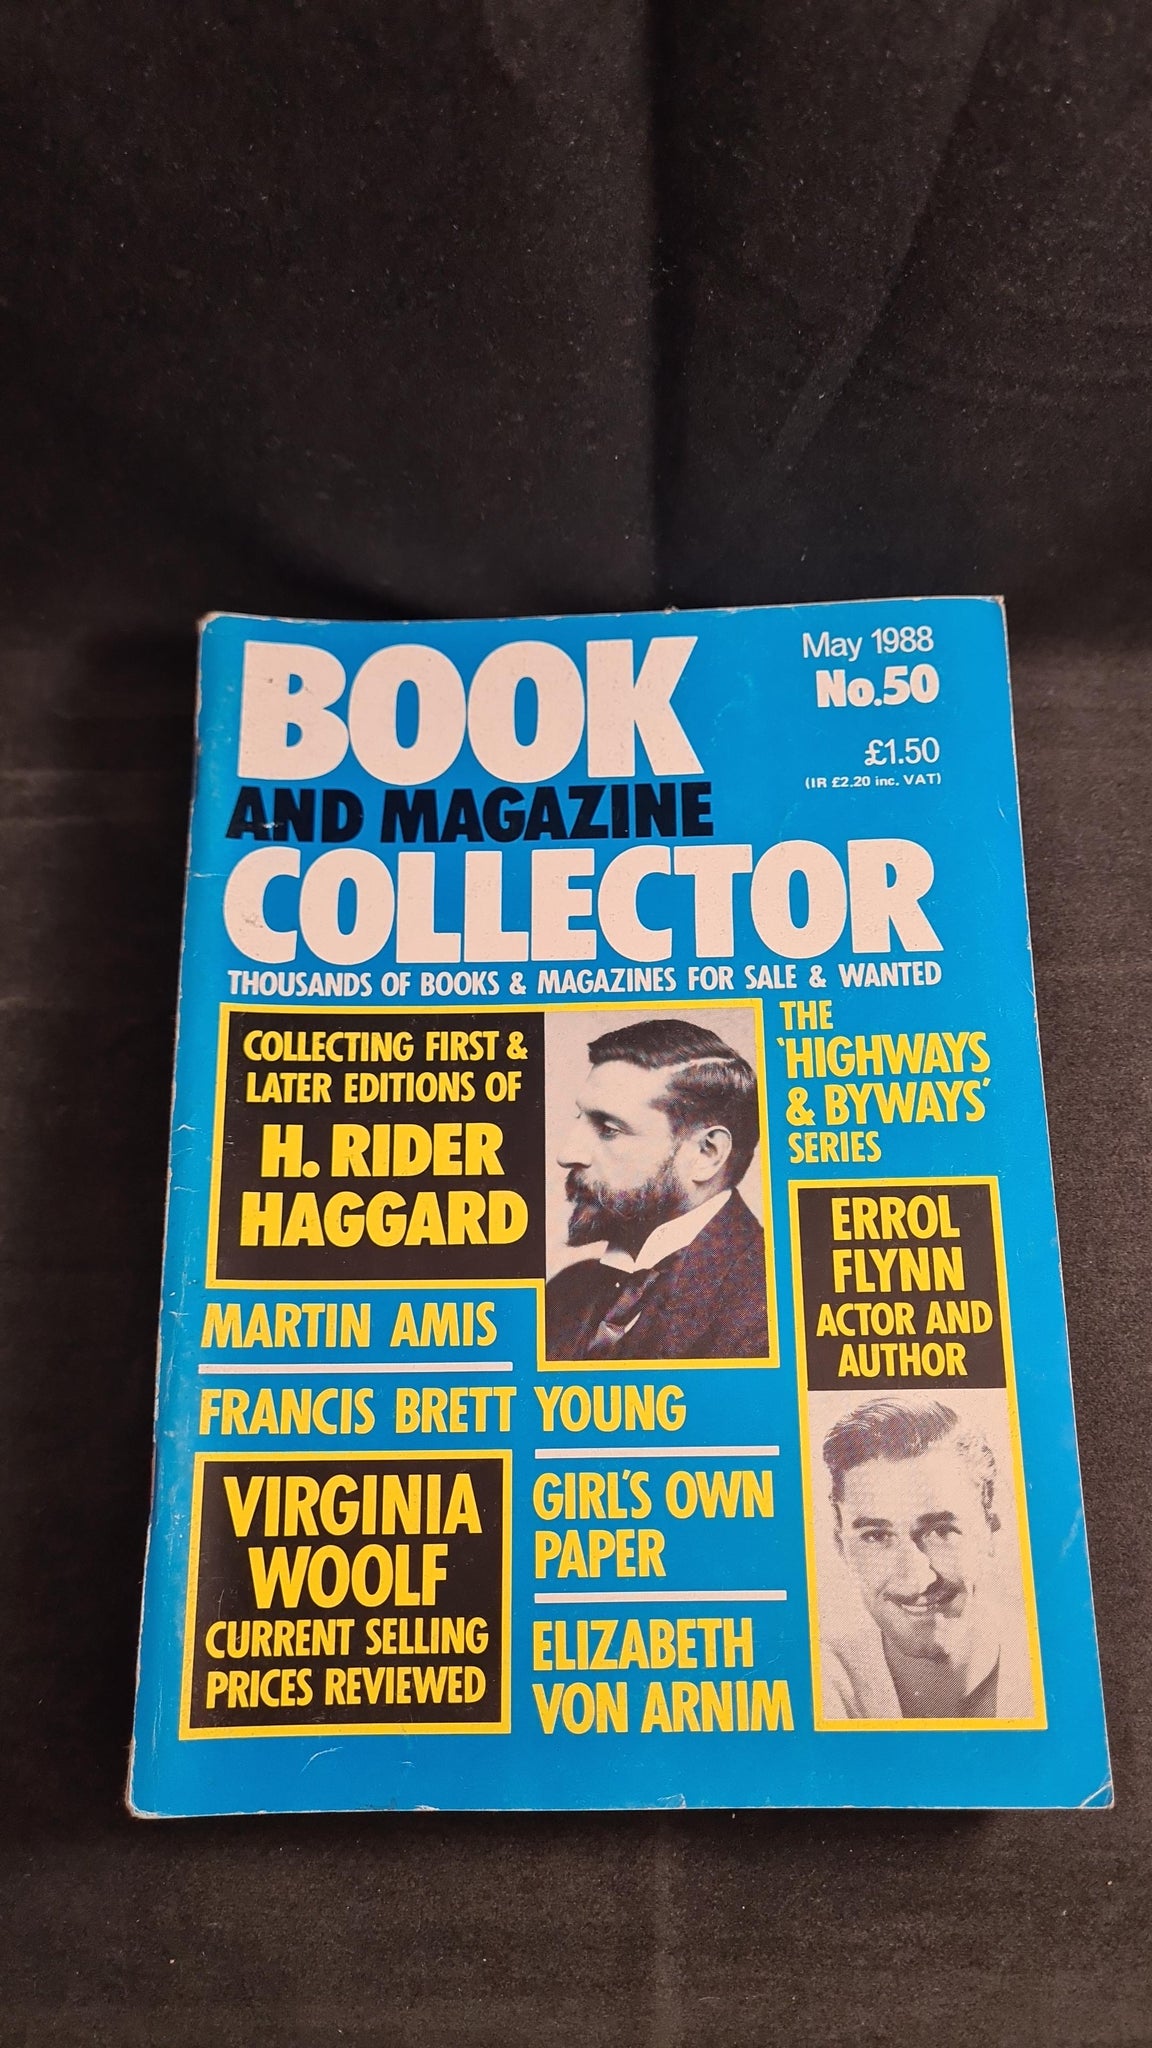 BOOK
AND MAGAZINE
COLLECTOR
May 1988
No.50
£1.50
(IR £2.20 inc. VAT)
THOUSANDS OF BOOKS & MAGAZINES FOR SALE & WANTED
COLLECTING FIRST &
LATER EDITIONS OF
H. RIDER
HAGGARD
THE
'HIGHWAYS
& BYWAYS'
SERIES
ERROL
FLYNN
ACTOR AND
AUTHOR
MARTIN AMIS
FRANCIS BRETT YOUNG
VIRGINIA
WOOLF
CURRENT SELLING
PRICES REVIEWED
GIRL'S OWN
PAPER
ELIZABETH
VON ARNIM